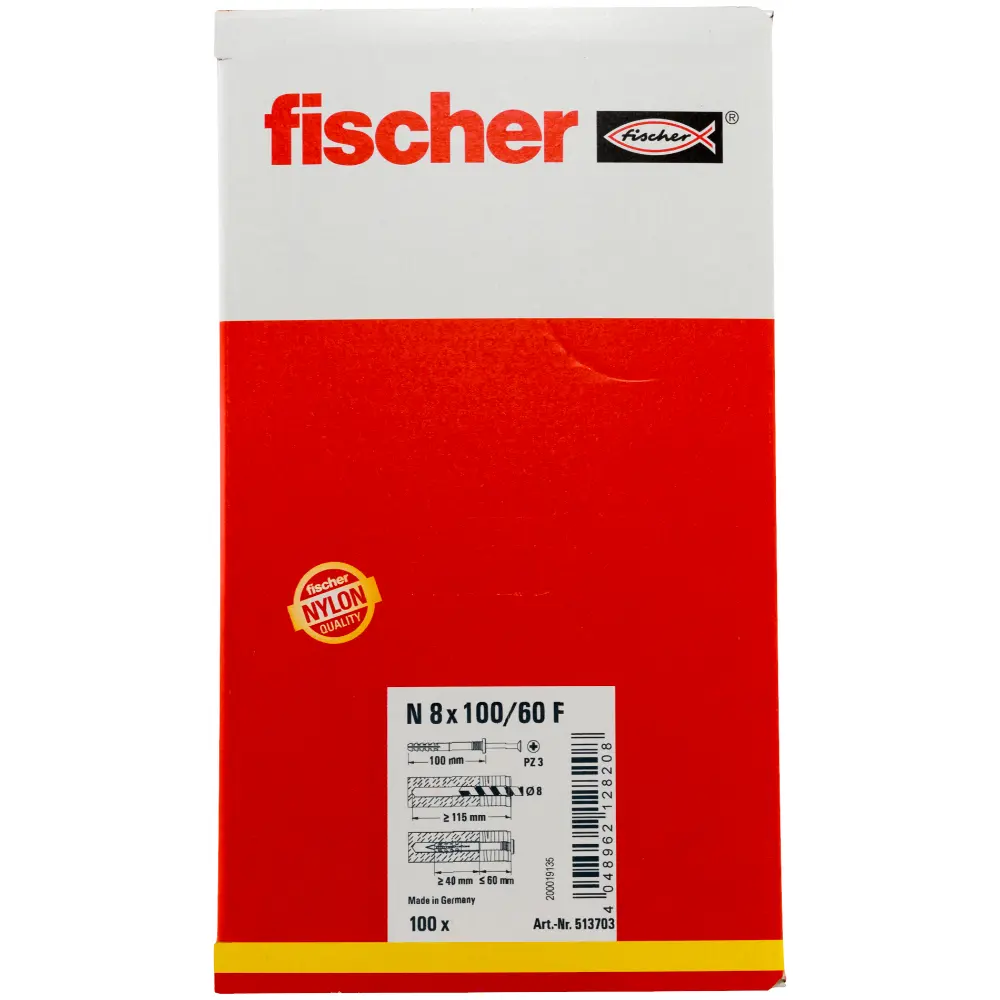 fischer
fischer ®
fischer
NYLON
QUALITY
N 8 x 100/60 F
100 mm
PZ 3
Ø 8
≥ 115 mm
≥ 40 mm ≤ 60 mm
Made in Germany
100 x
200019135
4 048962 128208
Art.-Nr. 513703